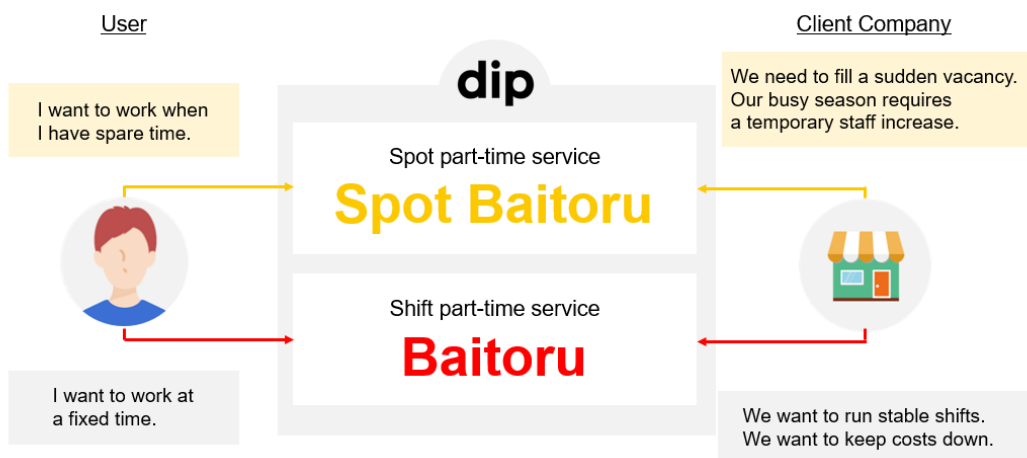 User
Client Company
dip
I want to work when
I have spare time.
We need to fill a sudden vacancy.
Our busy season requires
a temporary staff increase.
Spot part-time service
Spot Baitoru
Shift part-time service
Baitoru
I want to work at
a fixed time.
We want to run stable shifts.
We want to keep costs down.